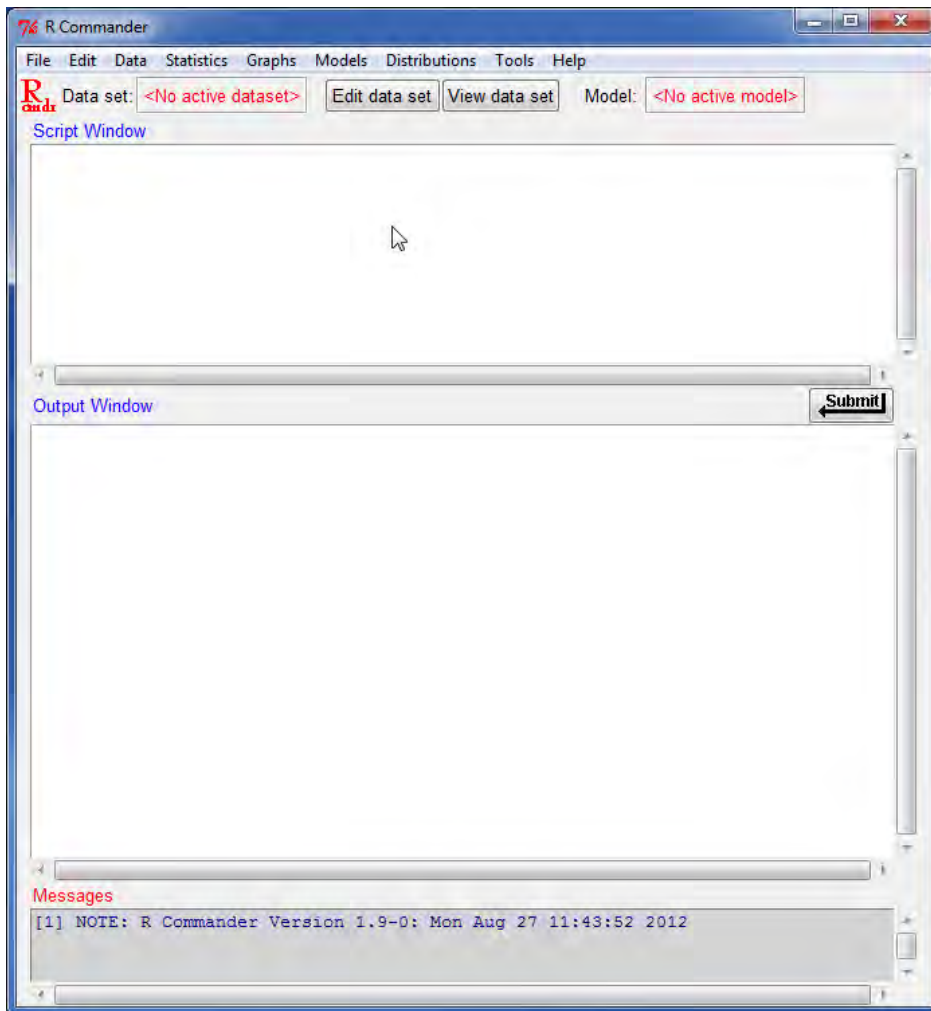 R Commander
File Edit Data Statistics Graphs Models Distributions Tools Help
R Cmdr Data set: <No active dataset> Edit data set View data set Model: <No active model>
Script Window
Output Window Submit
Messages
[1] NOTE: R Commander Version 1.9-0: Mon Aug 27 11:43:52 2012